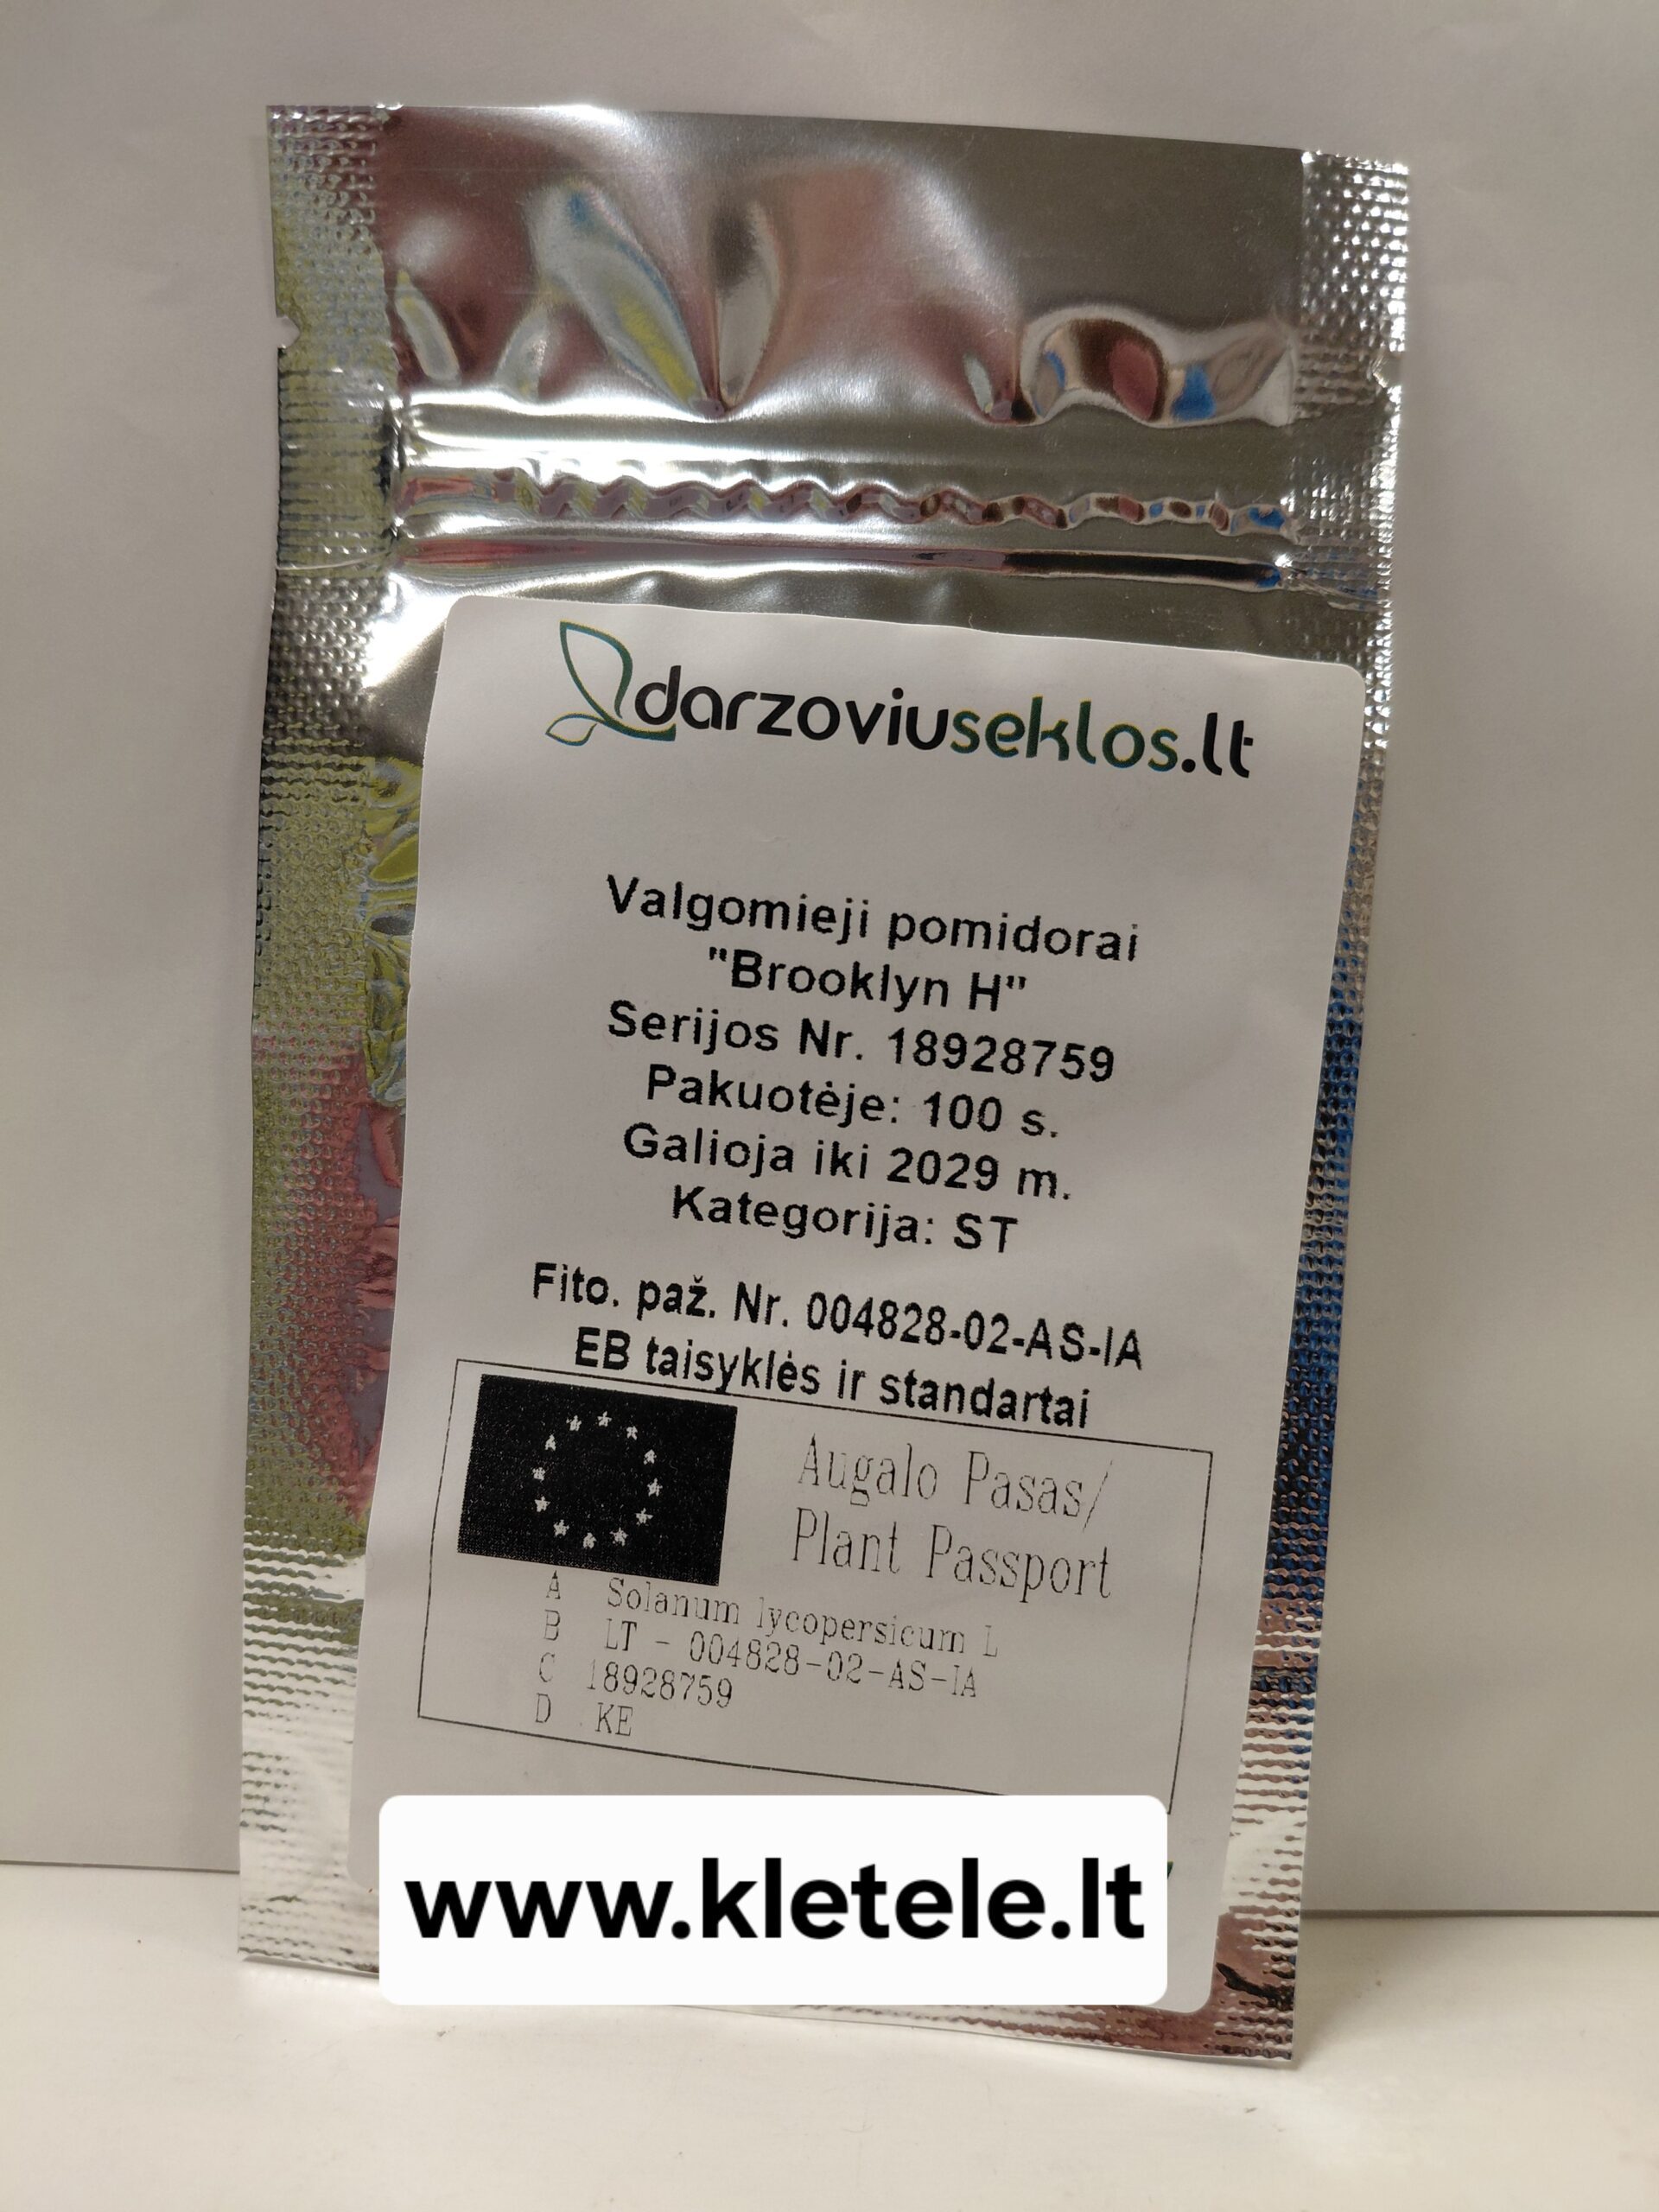 darzoviuseklos.lt
Valgomieji pomidorai
"Brooklyn H"
Serijos Nr. 18928759
Pakuotėje: 100 s.
Galioja iki 2029 m.
Kategorija: ST
Fito. paž. Nr. 004828-02-AS-IA
EB taisyklės ir standartai
Augalo Pasas/
Plant Passport
A Solanum lycopersicum L
B LT - 004828-02-AS-IA
C 18928759
D KE
www.kletele.lt